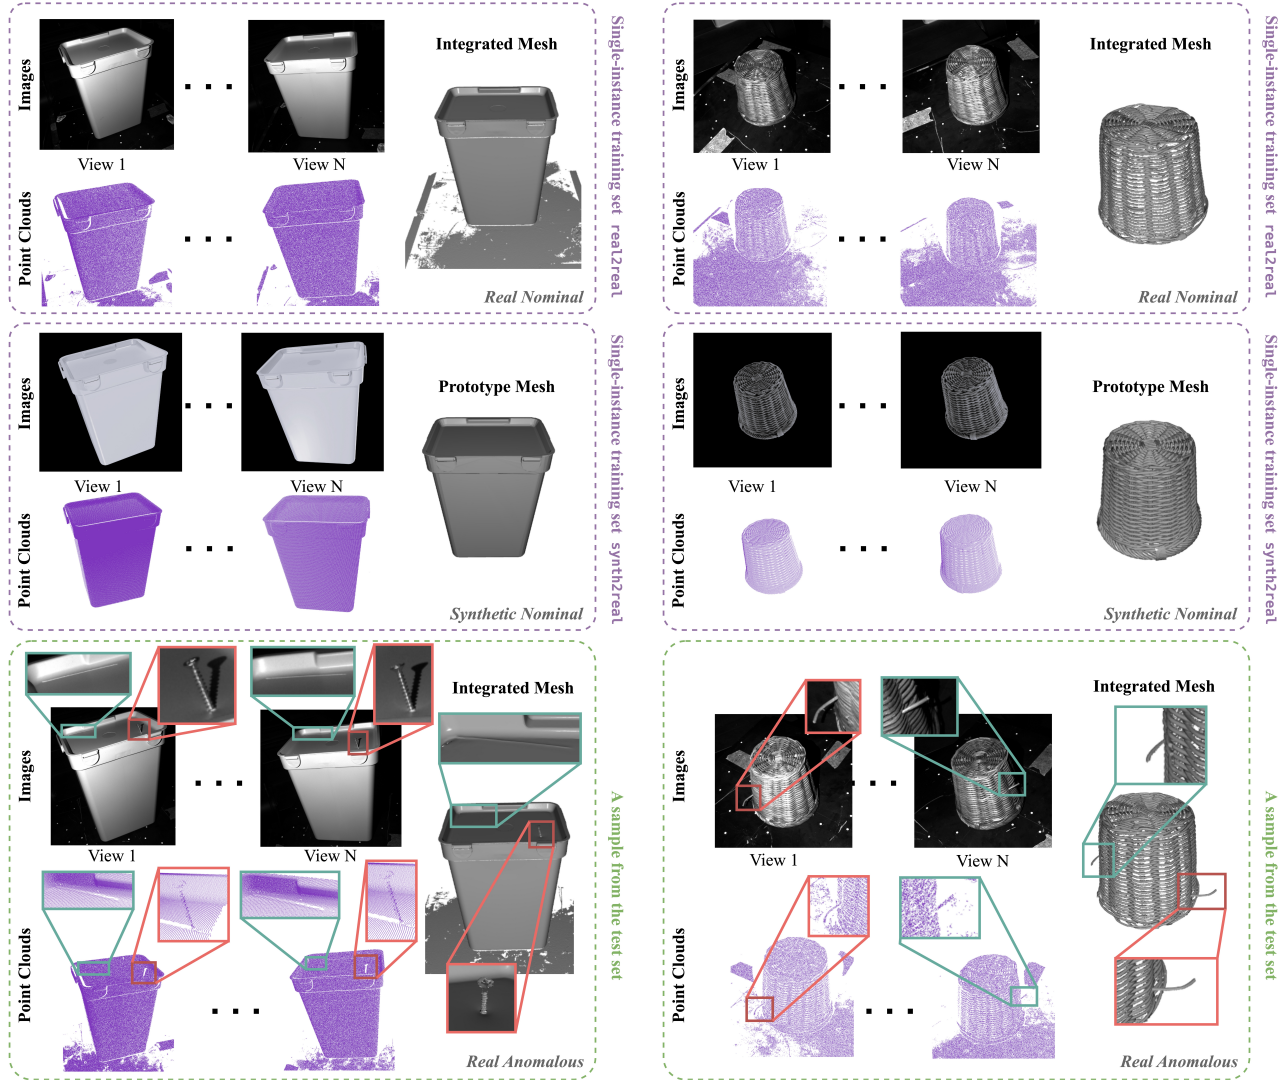 Images
View 1
View N
Point Clouds
Integrated Mesh
Real Nominal
Single-instance training set real2real
Images
View 1
View N
Point Clouds
Integrated Mesh
Real Nominal
Single-instance training set real2real
Images
View 1
View N
Point Clouds
Prototype Mesh
Synthetic Nominal
Single-instance training set synth2real
Images
View 1
View N
Point Clouds
Prototype Mesh
Synthetic Nominal
Single-instance training set synth2real
Images
View 1
View N
Point Clouds
Integrated Mesh
Real Anomalous
A sample from the test set
Images
View 1
View N
Point Clouds
Integrated Mesh
Real Anomalous
A sample from the test set